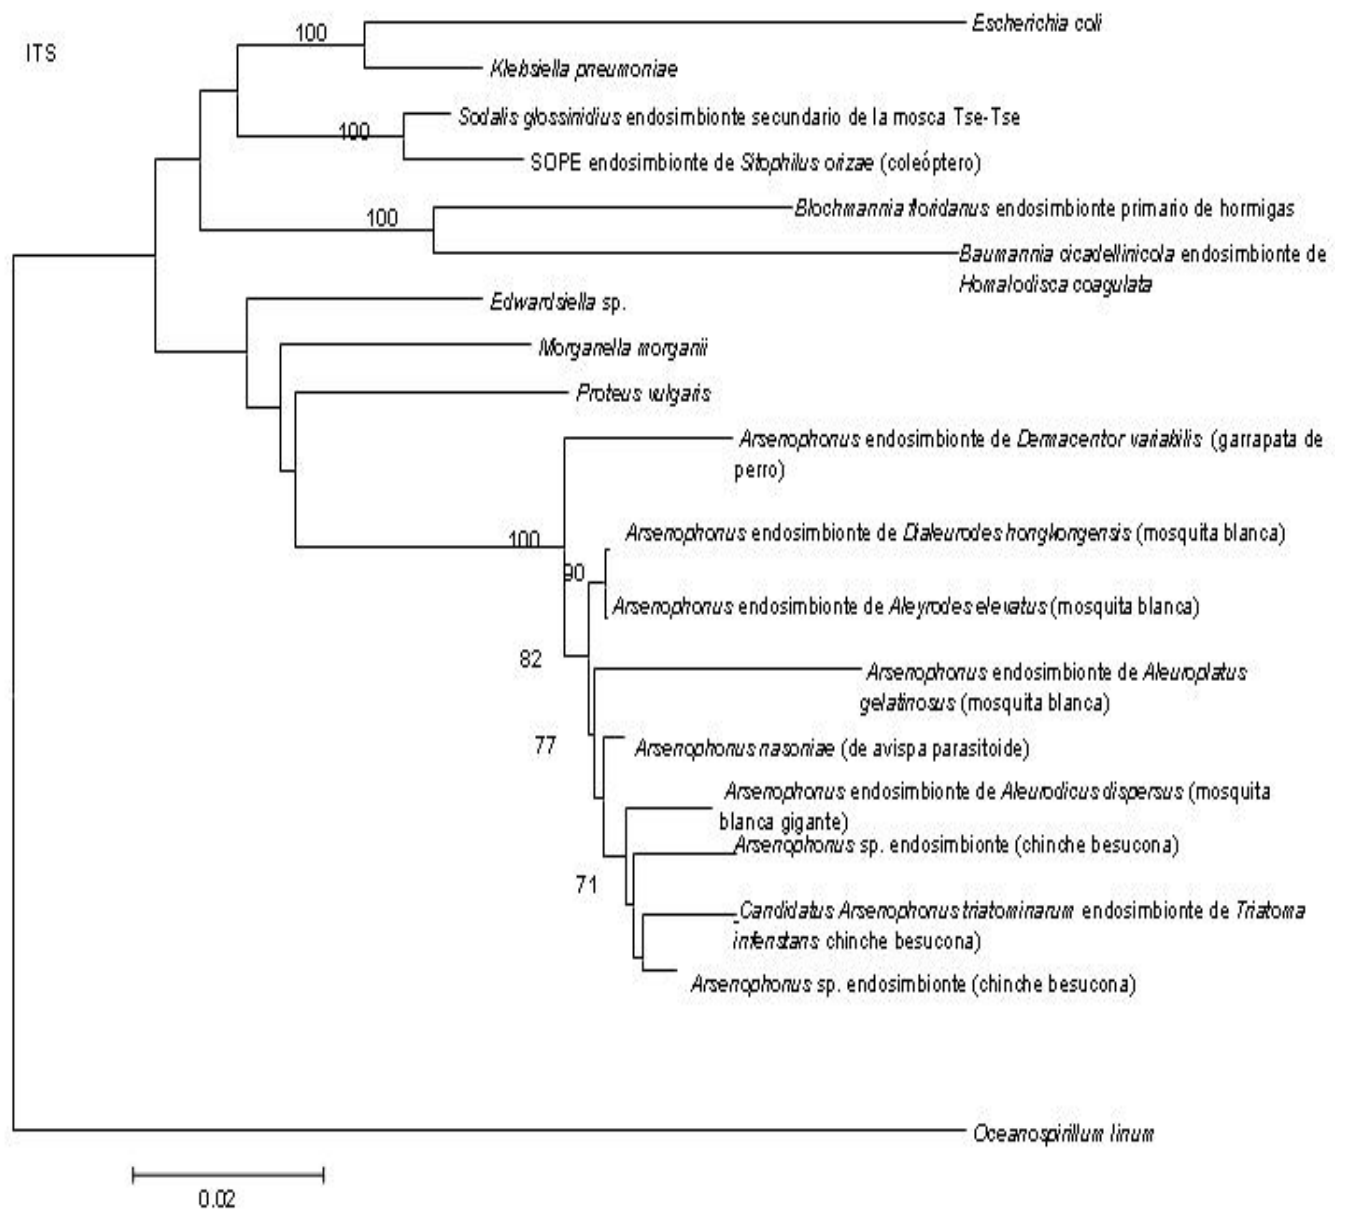 ITS
100
Escherichia coli
Klebsiella pneumoniae
100
Sodalis glossinidius endosimbionte secundario de la mosca Tse-Tse
SOPE endosimbionte de Sitophilus orizae (coleóptero)
100
Blochmannia floridanus endosimbionte primario de hormigas
Baumannia cicadellinicola endosimbionte de
Homalodisca coagulata
Edwardsiella sp.
Morganella morganii
Proteus vulgaris
Arsenophonus endosimbionte de Dermacentor variabilis (garrapata de
perro)
100
Arsenophonus endosimbionte de Dialeurodes hongkongensis (mosquita blanca)
90
Arsenophonus endosimbionte de Aleyrodes elevatus (mosquita blanca)
82
Arsenophonus endosimbionte de Aleuroplatus
gelatinosus (mosquita blanca)
77
Arsenophonus nasoniae (de avispa parasitoide)
Arsenophonus endosimbionte de Aleurodicus dispersus (mosquita
blanca gigante)
Arsenophonus sp. endosimbionte (chinche besucona)
71
Candidatus Arsenophonus triatominarum endosimbionte de Triatoma
infenstans chinche besucona)
Arsenophonus sp. endosimbionte (chinche besucona)
Oceanospirillum linum
0.02